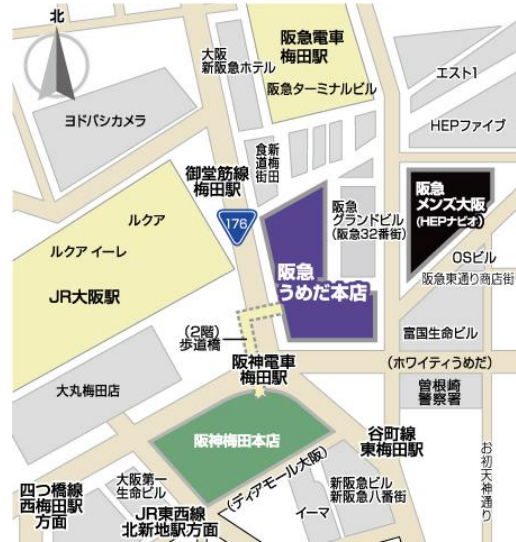 北
大阪
新阪急ホテル
阪急電車
梅田駅
阪急ターミナルビル
エスト1
ヨドバシカメラ
HEPファイブ
新梅田
食道街
御堂筋線
梅田駅
176
阪急
メンズ大阪
(HEPナビオ)
阪急
グランドビル
(阪急32番街)
ルクア
ルクア イーレ
JR大阪駅
阪急
うめだ本店
OSビル
阪急東通り商店街
(2階)
歩道橋
富国生命ビル
阪神電車
梅田駅
(ホワイティうめだ)
大丸梅田店
曽根崎
警察署
阪神梅田本店
谷町線
東梅田駅
(ディアモール大阪)
お初天神通り
大阪第一
生命ビル
新阪急ビル
新阪急八番街
四つ橋線
西梅田駅
方面
JR東西線
北新地駅方面
イーマ